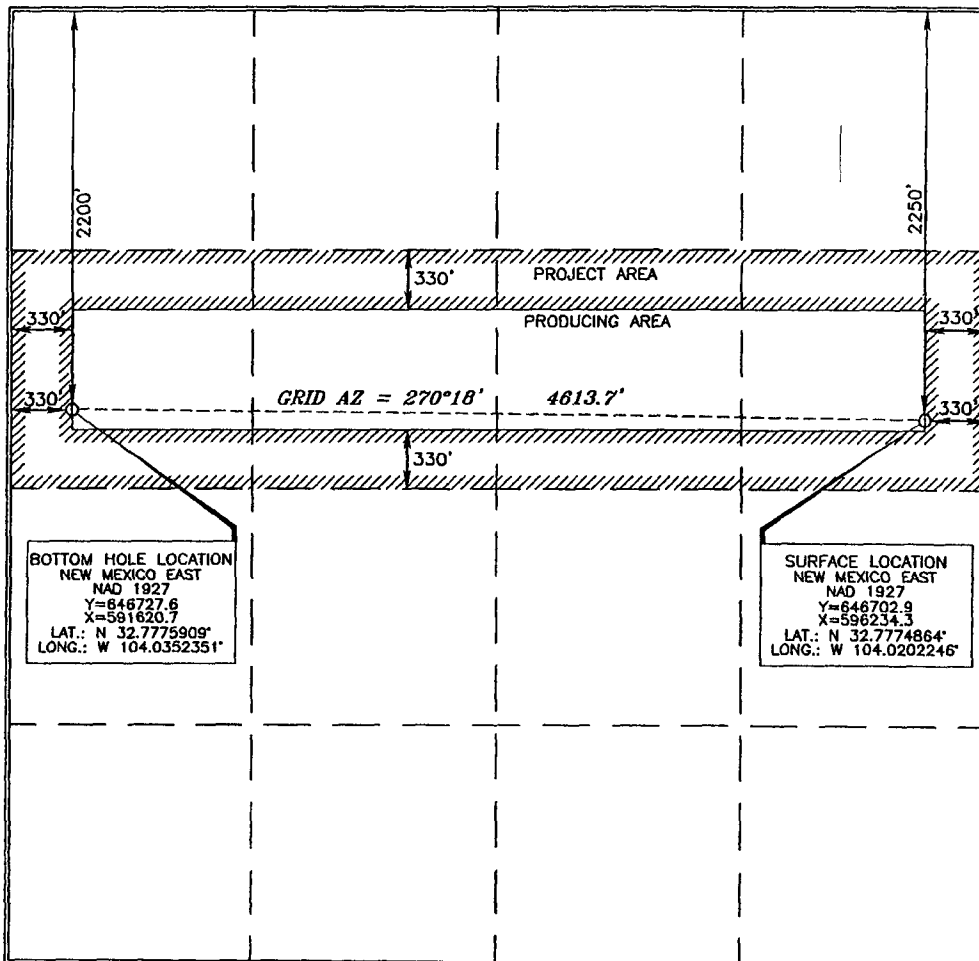 2200'
2250'
330'
PROJECT AREA
330'
PRODUCING AREA
330'
330'
GRID AZ = 270°18' 4613.7'
330'
330'
BOTTOM HOLE LOCATION
NEW MEXICO EAST
NAD 1927
Y=646727.6
X=591620.7
LAT.: N 32.7775909°
LONG.: W 104.0352351°
SURFACE LOCATION
NEW MEXICO EAST
NAD 1927
Y=646702.9
X=596234.3
LAT.: N 32.7774864°
LONG.: W 104.0202246°